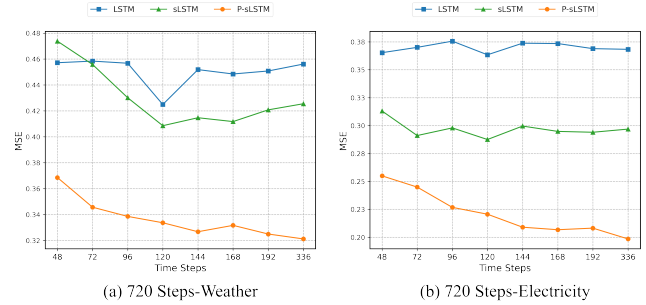 LSTM sLSTM P-sLSTM
0.48
0.46
0.44
0.42
0.40
0.38
0.36
0.34
0.32
MSE
48 72 96 120 144 168 192 336
Time Steps
(a) 720 Steps-Weather
LSTM sLSTM P-sLSTM
0.38
0.35
0.33
0.30
0.28
0.25
0.23
0.20
MSE
48 72 96 120 144 168 192 336
Time Steps
(b) 720 Steps-Electricity